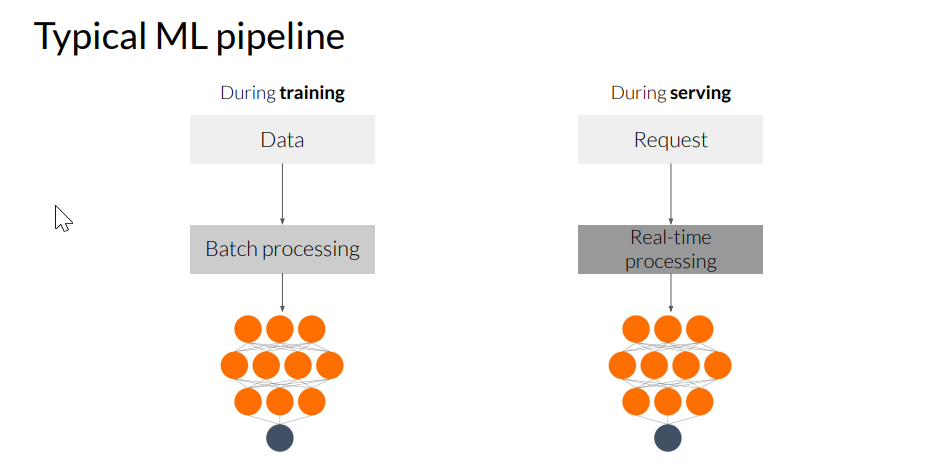 Typical ML pipeline
During training
Data
Batch processing
During serving
Request
Real-time
processing